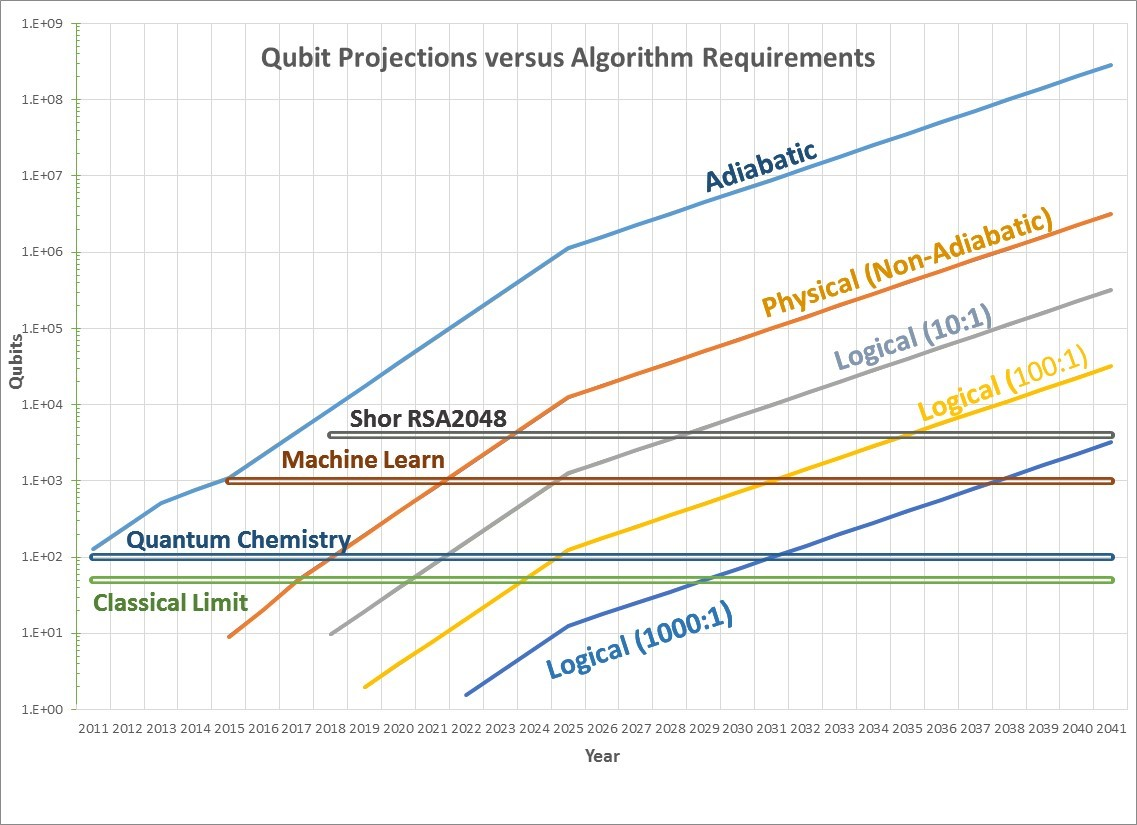 Qubit Projections versus Algorithm Requirements
1.E+09
1.E+08
1.E+07
1.E+06
1.E+05
1.E+04
1.E+03
1.E+02
1.E+01
1.E+00
Qubits
Adiabatic
Physical (Non-Adiabatic)
Logical (10:1)
Logical (100:1)
Shor RSA2048
Machine Learn
Quantum Chemistry
Classical Limit
Logical (1000:1)
2011 2012 2013 2014 2015 2016 2017 2018 2019 2020 2021 2022 2023 2024 2025 2026 2027 2028 2029 2030 2031 2032 2033 2034 2035 2036 2037 2038 2039 2040 2041
Year